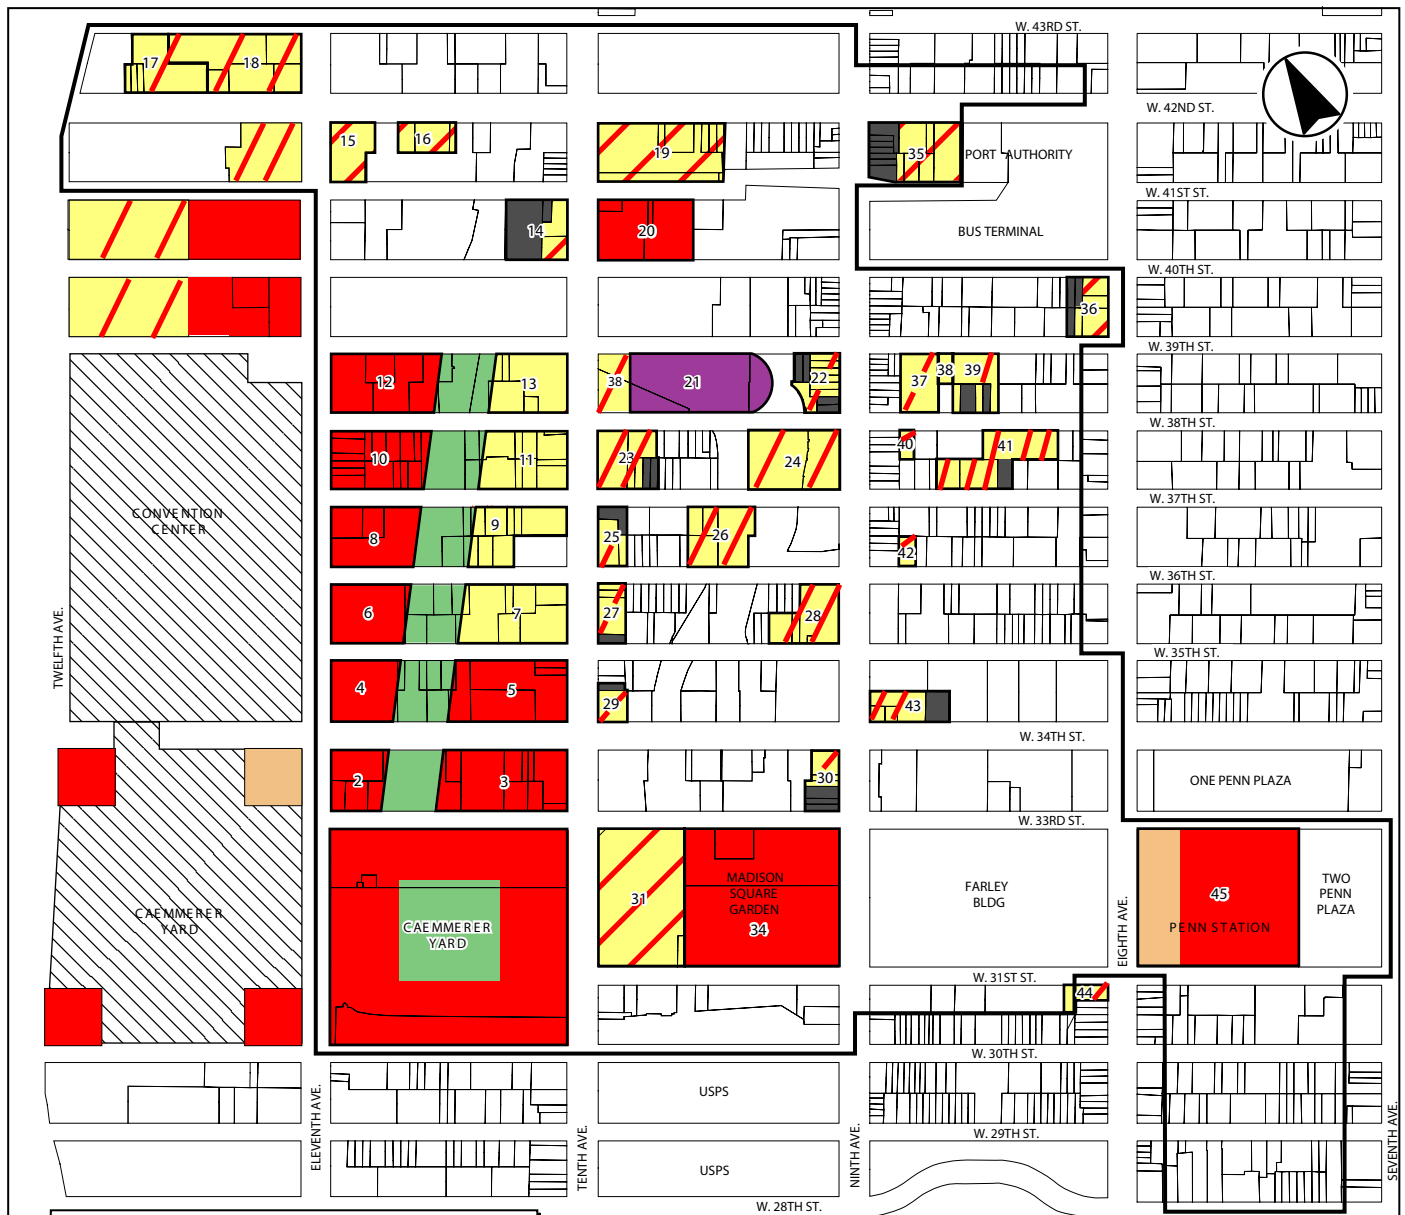 W. 43RD ST.
17
18
W. 42ND ST.
15
16
19
35
PORT AUTHORITY
W. 41ST ST.
14
20
BUS TERMINAL
W. 40TH ST.
36
W. 39TH ST.
12
13
38
21
22
37
38
39
W. 38TH ST.
10
11
23
24
40
41
W. 37TH ST.
CONVENTION
CENTER
8
9
25
26
42
W. 36TH ST.
TWELFTH AVE.
6
7
27
28
W. 35TH ST.
4
5
29
43
W. 34TH ST.
2
3
30
ONE PENN PLAZA
W. 33RD ST.
31
MADISON
SQUARE
GARDEN
34
FARLEY
BLDG
EIGHTH AVE.
45
PENN STATION
TWO
PENN
PLAZA
CAEMMERER
YARD
CAEMMERER
YARD
W. 31ST ST.
44
W. 30TH ST.
ELEVENTH AVE.
TENTH AVE.
USPS
NINTH AVE.
SEVENTH AVE.
W. 29TH ST.
USPS
W. 28TH ST.